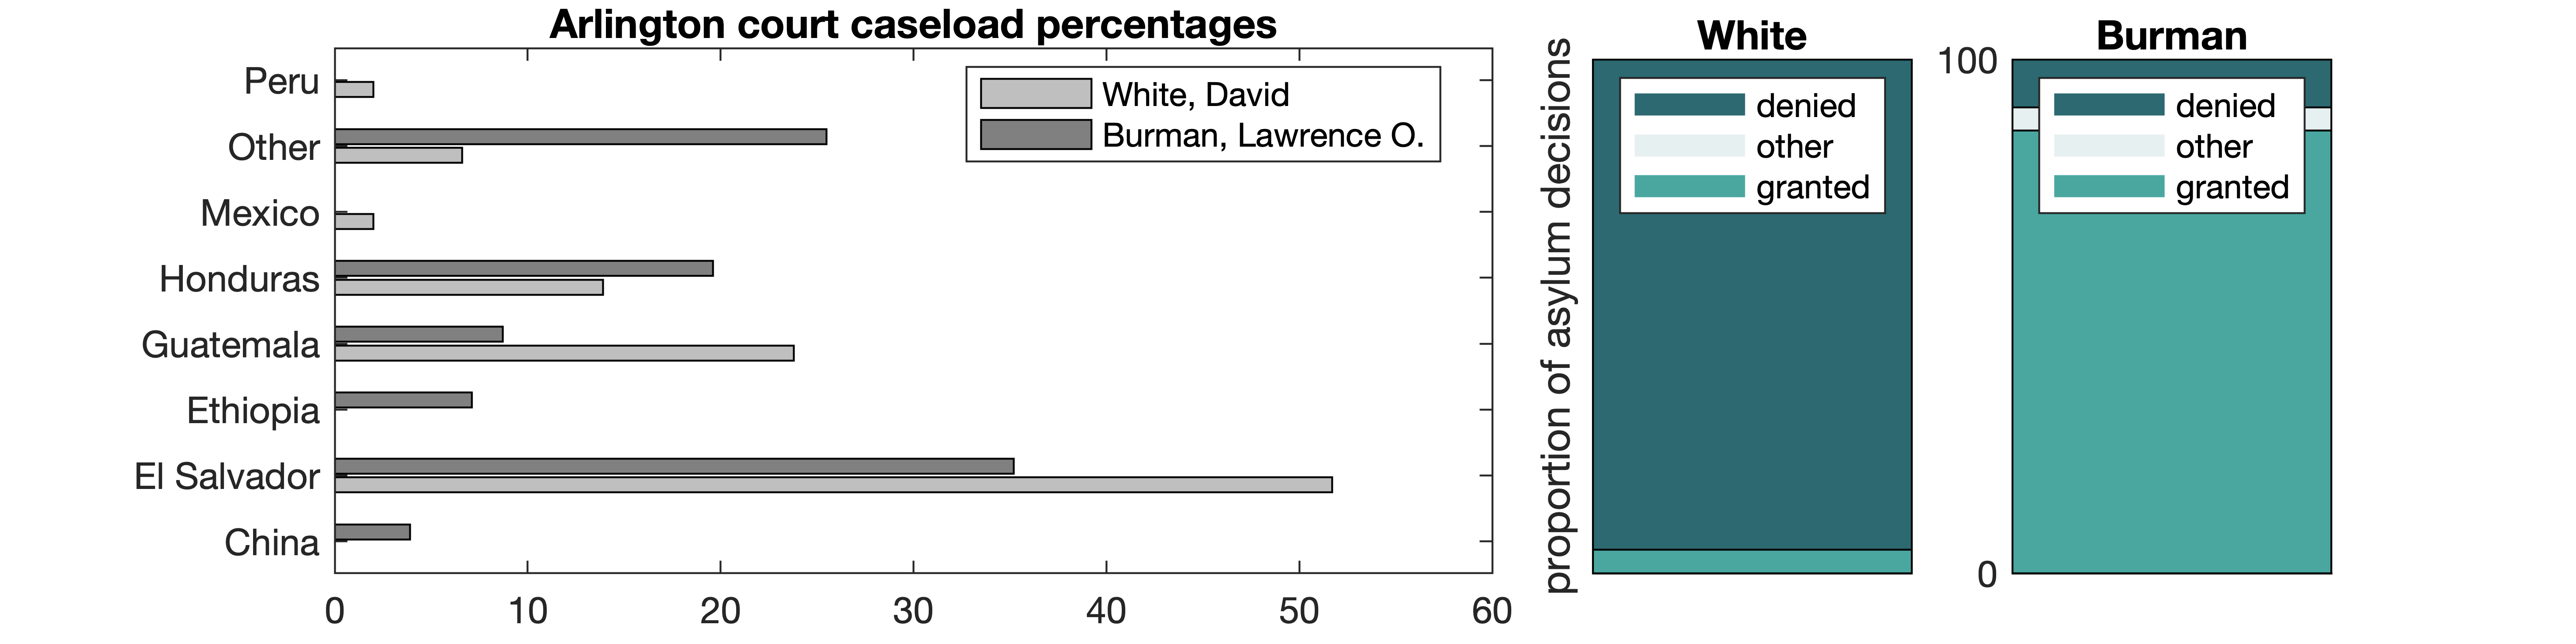 Arlington court caseload percentages
Peru
Other
Mexico
Honduras
Guatemala
Ethiopia
El Salvador
China
0 10 20 30 40 50 60
White, David
Burman, Lawrence O.
proportion of asylum decisions
White
denied
other
granted
Burman
100
0
denied
other
granted